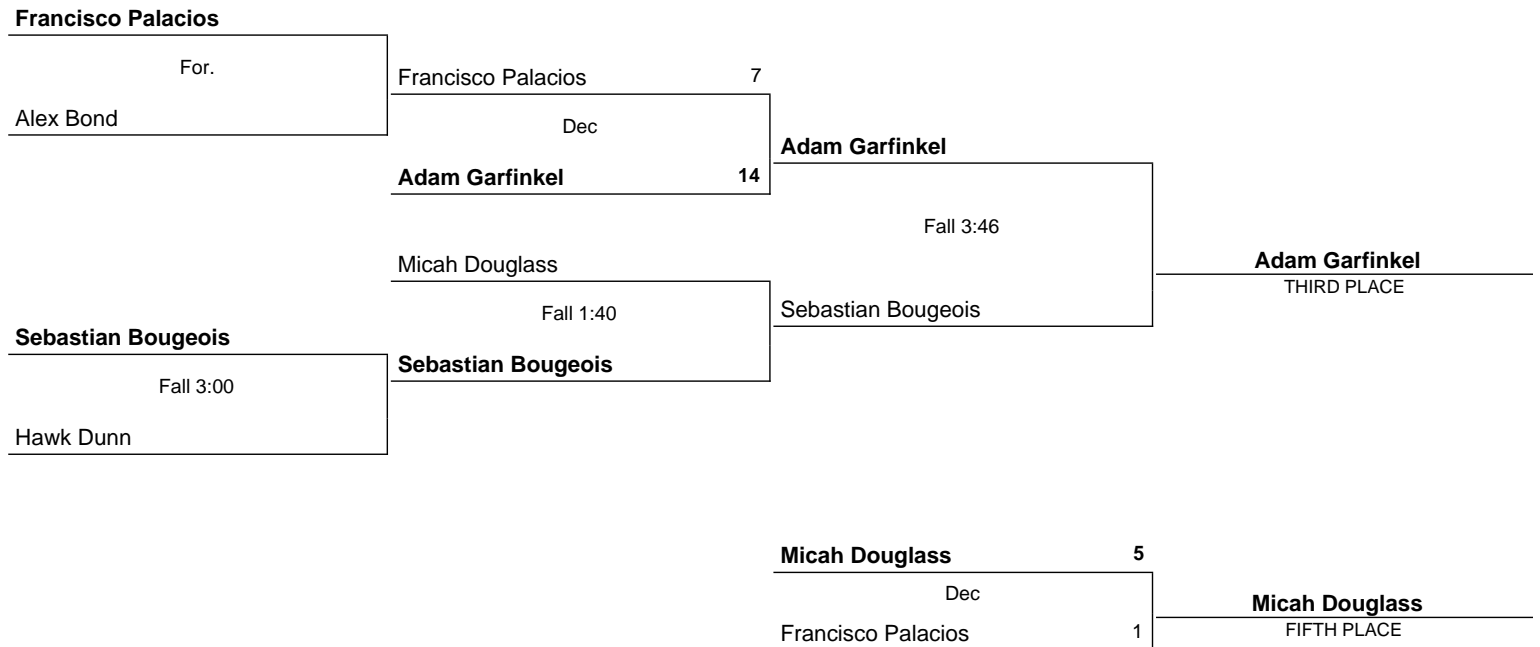 Francisco Palacios
For.
Alex Bond
Francisco Palacios 7
Dec
Adam Garfinkel 14
Adam Garfinkel
Fall 3:46
Micah Douglass
Fall 1:40
Sebastian Bougeois
Sebastian Bougeois
Adam Garfinkel
THIRD PLACE
Sebastian Bougeois
Fall 3:00
Hawk Dunn
Micah Douglass 5
Dec
Francisco Palacios 1
Micah Douglass
FIFTH PLACE